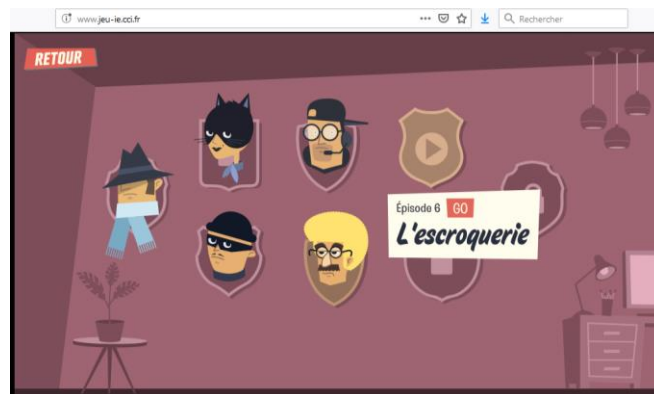 www.jeu-ie.cci.fr
Rechercher
RETOUR
Épisode 6 GO
L'escroquerie